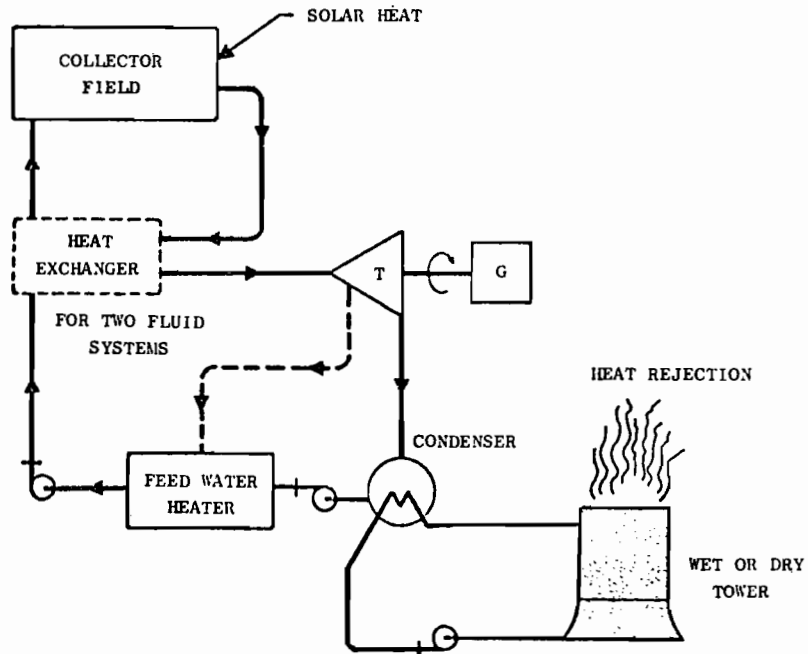 SOLAR HEAT
COLLECTOR
FIELD
HEAT
EXCHANGER
T
G
FOR TWO FLUID
SYSTEMS
HEAT REJECTION
CONDENSER
FEED WATER
HEATER
WET OR DRY
TOWER